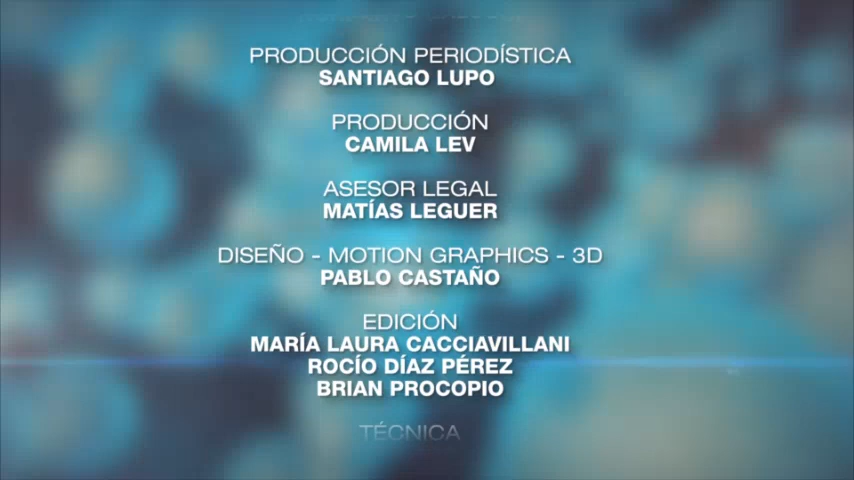 PRODUCCIÓN PERIODÍSTICA
SANTIAGO LUPO
PRODUCCIÓN
CAMILA LEV
ASESOR LEGAL
MATÍAS LEGUER
DISEÑO - MOTION GRAPHICS - 3D
PABLO CASTAÑO
EDICIÓN
MARÍA LAURA CACCIAVILLANI
ROCÍO DÍAZ PÉREZ
BRIAN PROCOPIO
TÉCNICA